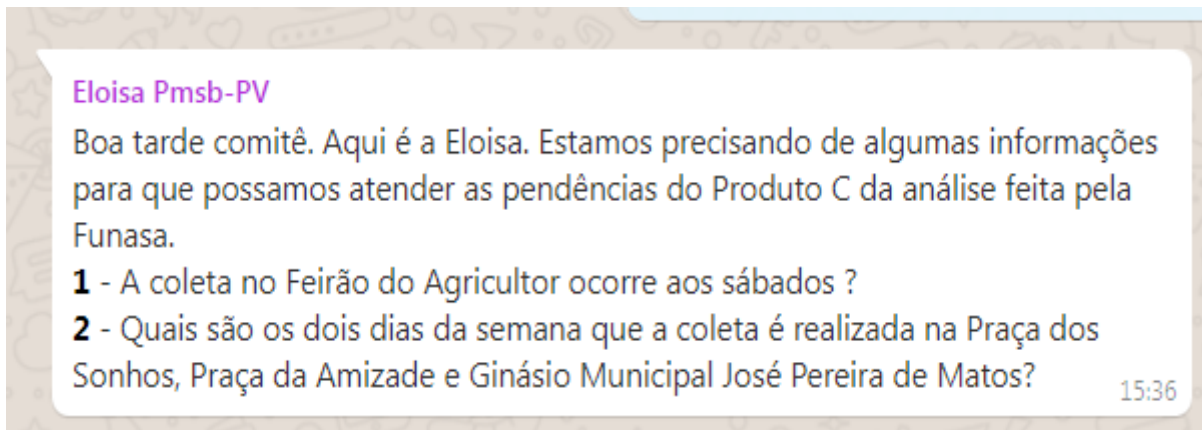 Eloisa Pmsb-PV
Boa tarde comitê. Aqui é a Eloisa. Estamos precisando de algumas informações
para que possamos atender as pendências do Produto C da análise feita pela
Funasa.
1 - A coleta no Feirão do Agricultor ocorre aos sábados ?
2 - Quais são os dois dias da semana que a coleta é realizada na Praça dos
Sonhos, Praça da Amizade e Ginásio Municipal José Pereira de Matos?
15:36